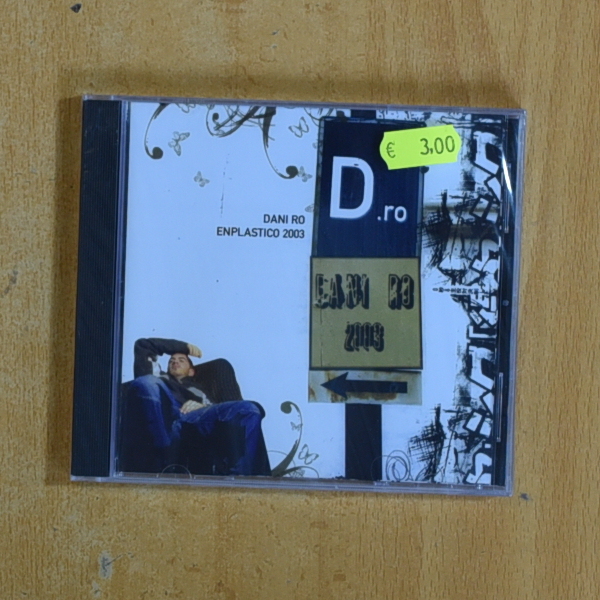 € 3,00
D.ro
DANI RO
ENPLASTICO 2003
DANI RO
2003